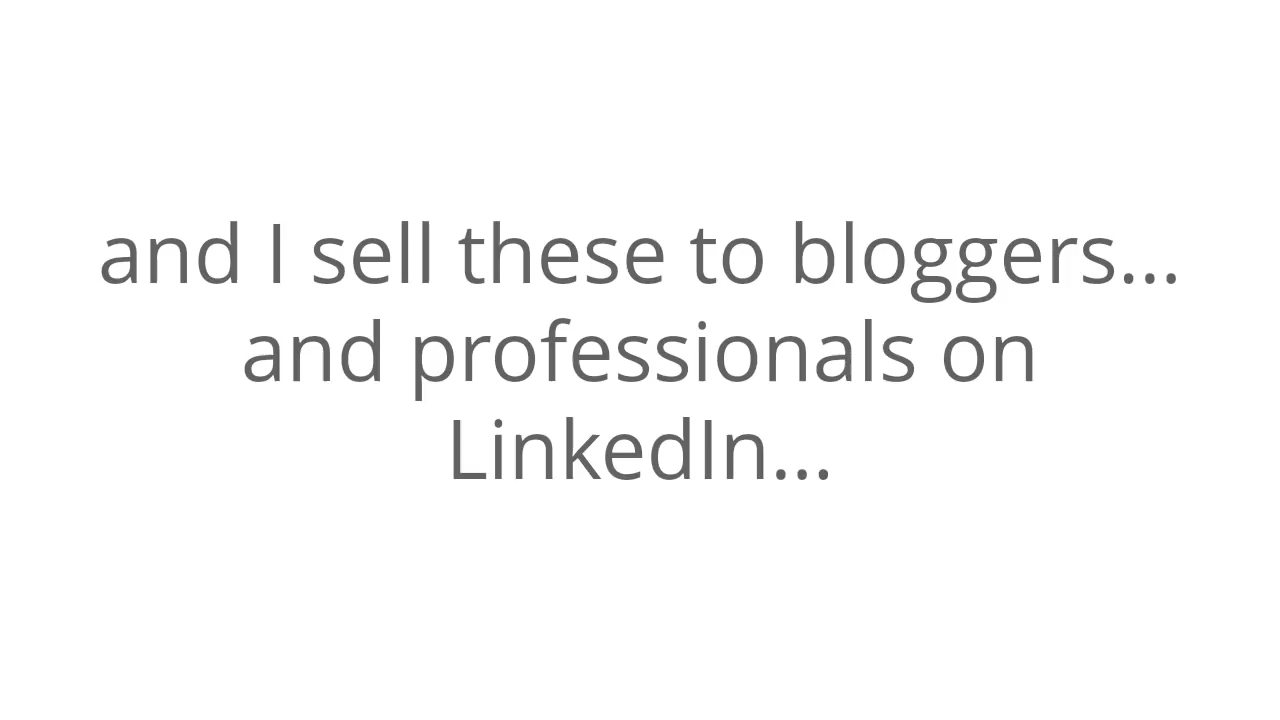 and I sell these to bloggers...
and professionals on
LinkedIn...